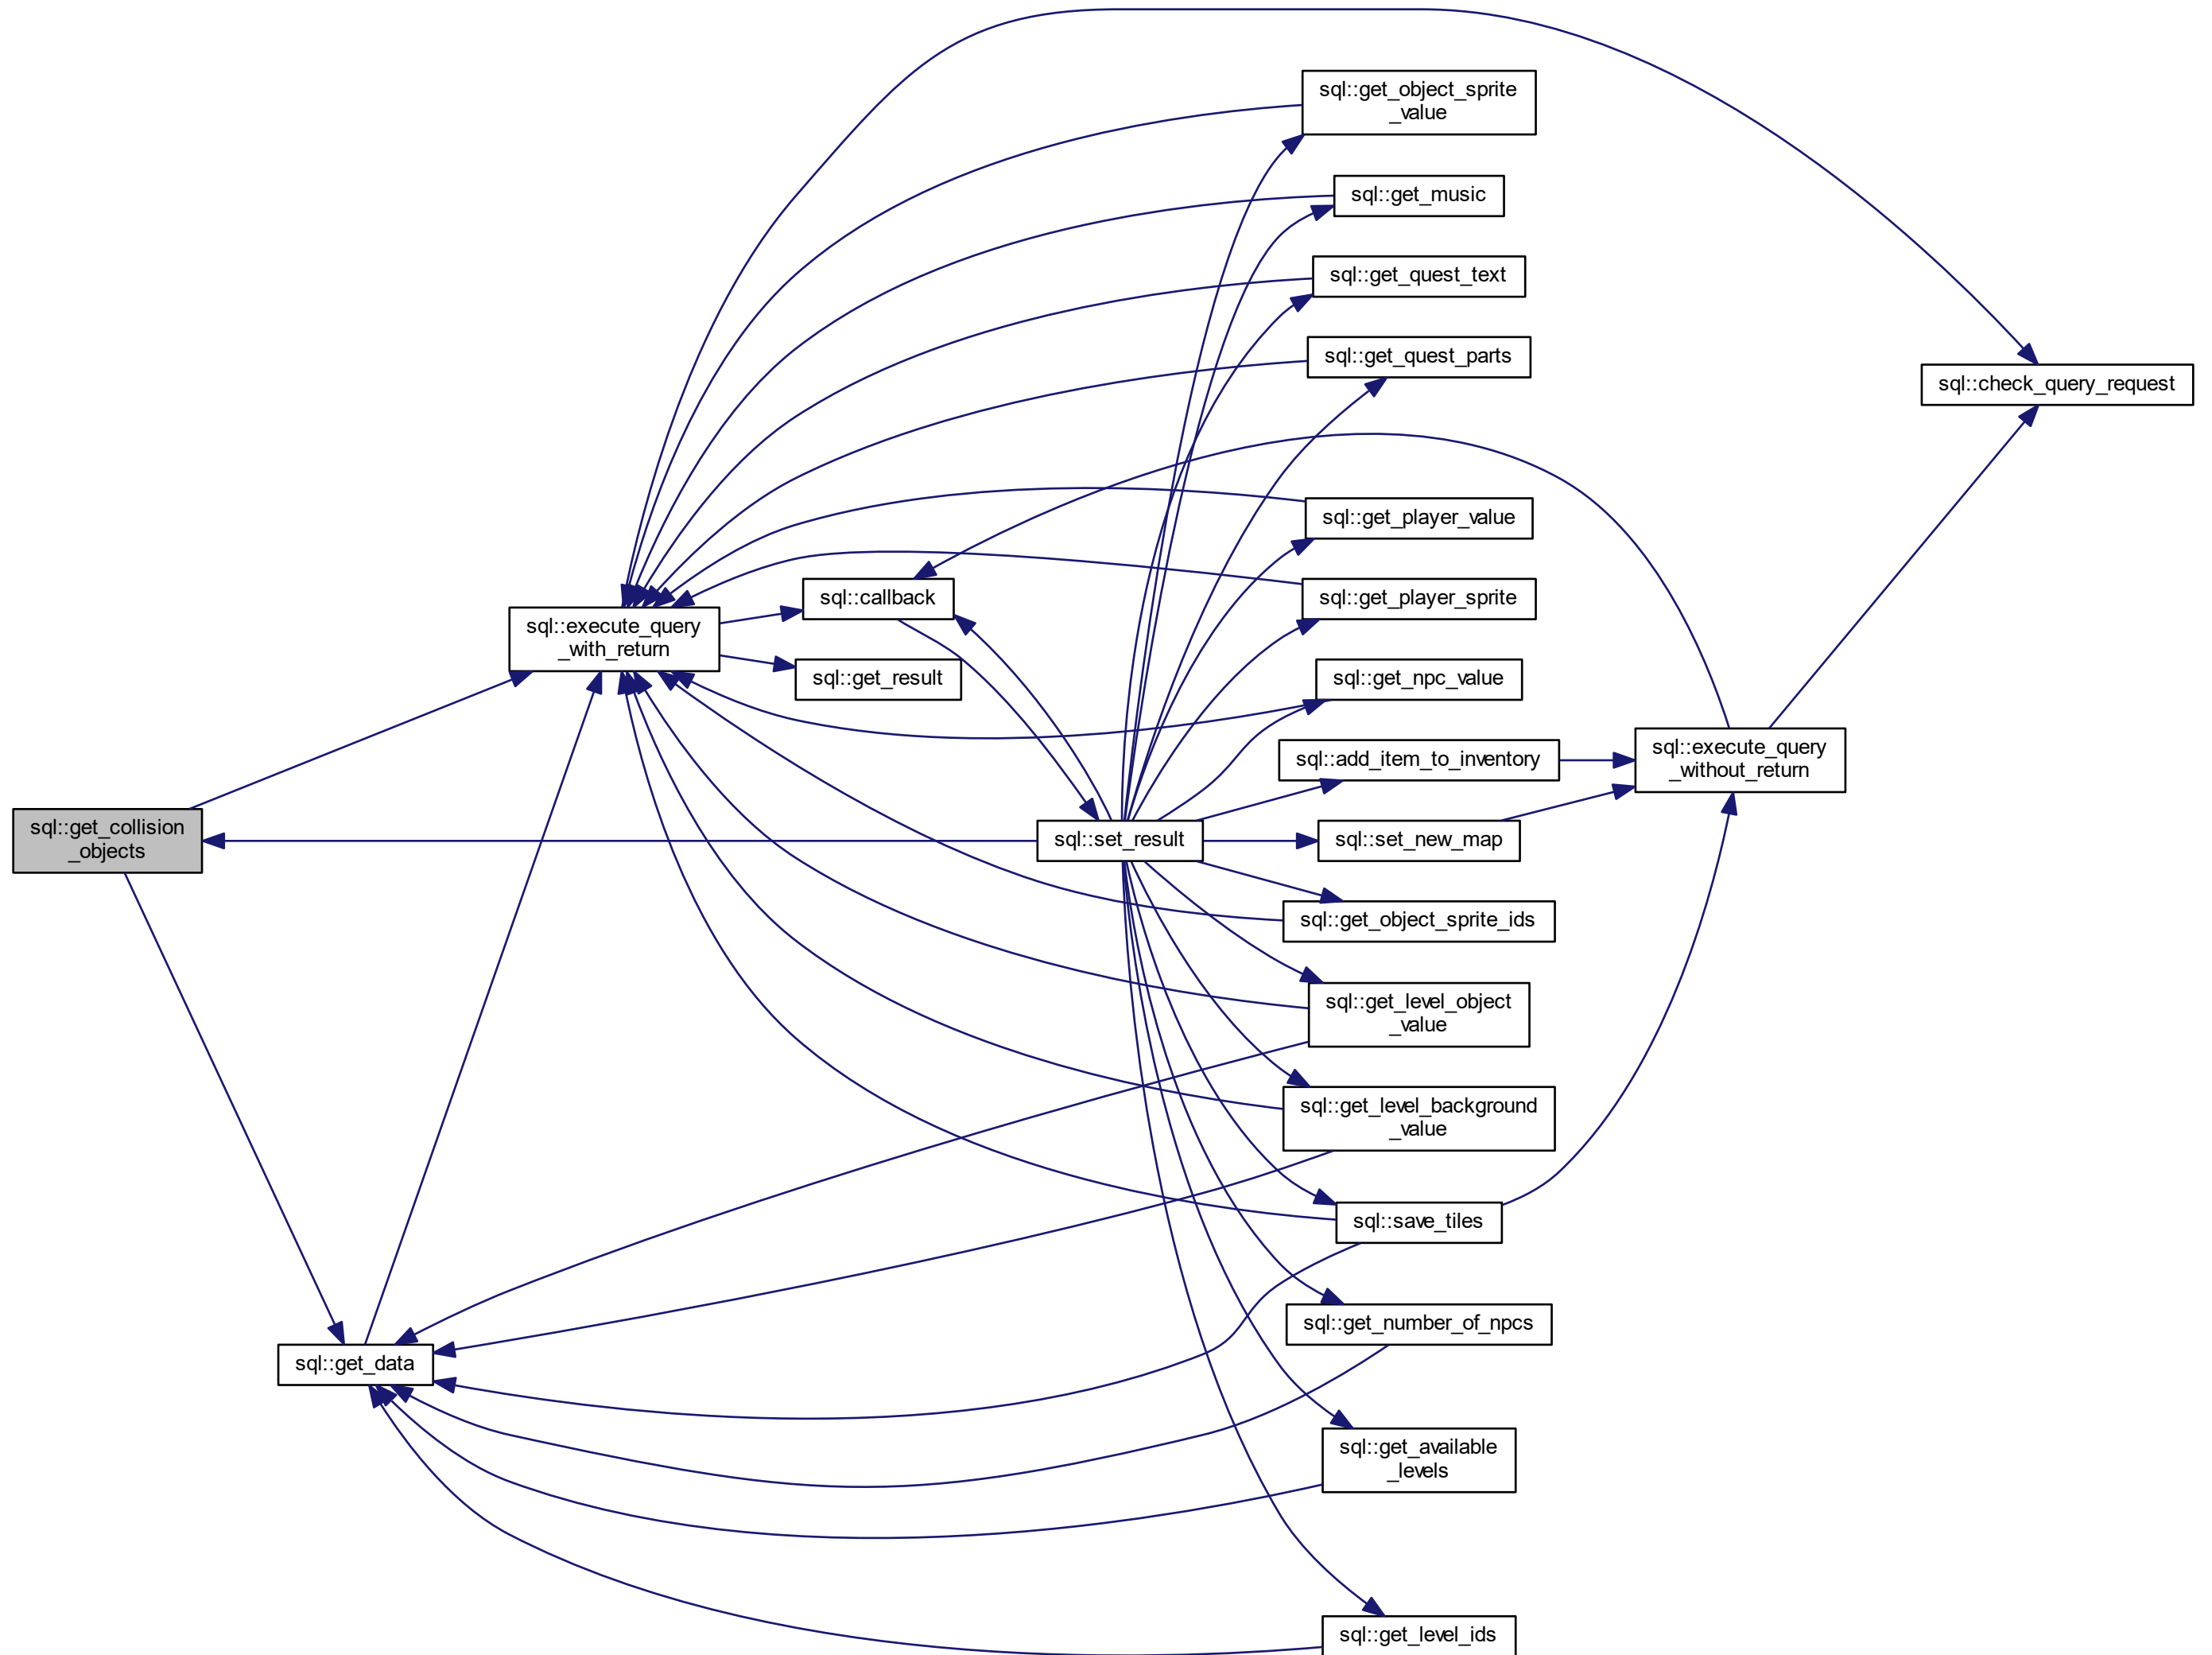 sql::get_object_sprite
_value
sql::get_music
sql::get_quest_text
sql::get_quest_parts
sql::check_query_request
sql::get_player_value
sql::callback
sql::get_player_sprite
sql::execute_query
_with_return
sql::get_result
sql::get_npc_value
sql::add_item_to_inventory
sql::execute_query
_without_return
sql::get_collision
_objects
sql::set_result
sql::set_new_map
sql::get_object_sprite_ids
sql::get_level_object
_value
sql::get_level_background
_value
sql::save_tiles
sql::get_number_of_npcs
sql::get_data
sql::get_available
_levels
sql::get_level_ids